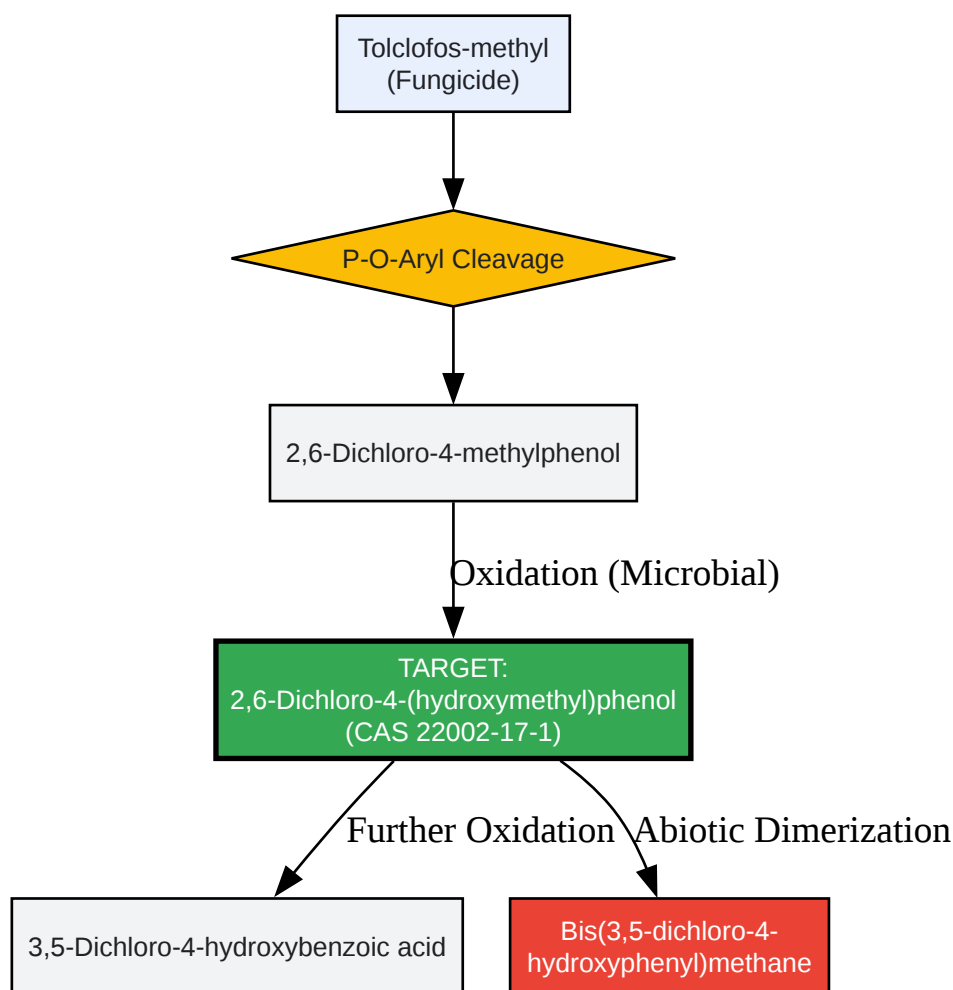 Tolclofos-methyl
(Fungicide)
P-O-Aryl Cleavage
2,6-Dichloro-4-methylphenol
Oxidation (Microbial)
TARGET:
2,6-Dichloro-4-(hydroxymethyl)phenol
(CAS 22002-17-1)
Further Oxidation
Abiotic Dimerization
3,5-Dichloro-4-hydroxybenzoic acid
Bis(3,5-dichloro-4-
hydroxyphenyl)methane